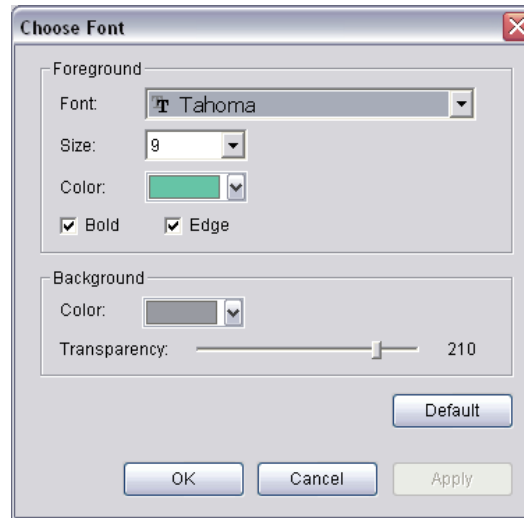 Choose Font
Foreground
Font: Tahoma
Size: 9
Color:
Bold Edge
Background
Color:
Transparency: 210
Default
OK Cancel Apply